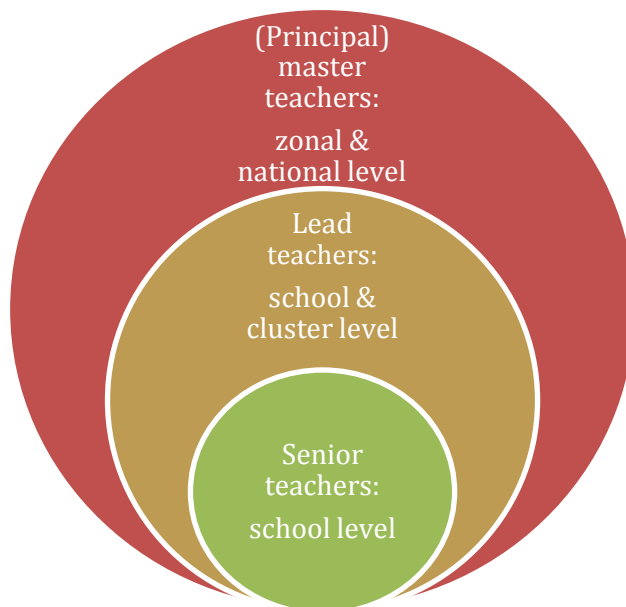 (Principal)
master
teachers:
zonal &
national level
Lead
teachers:
school &
cluster level
Senior
teachers:
school level